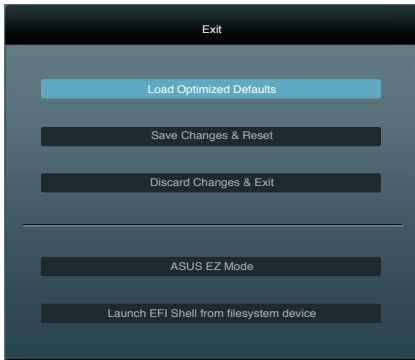 Exit
Load Optimized Defaults
Save Changes & Reset
Discard Changes & Exit
ASUS EZ Mode
Launch EFI Shell from filesystem device